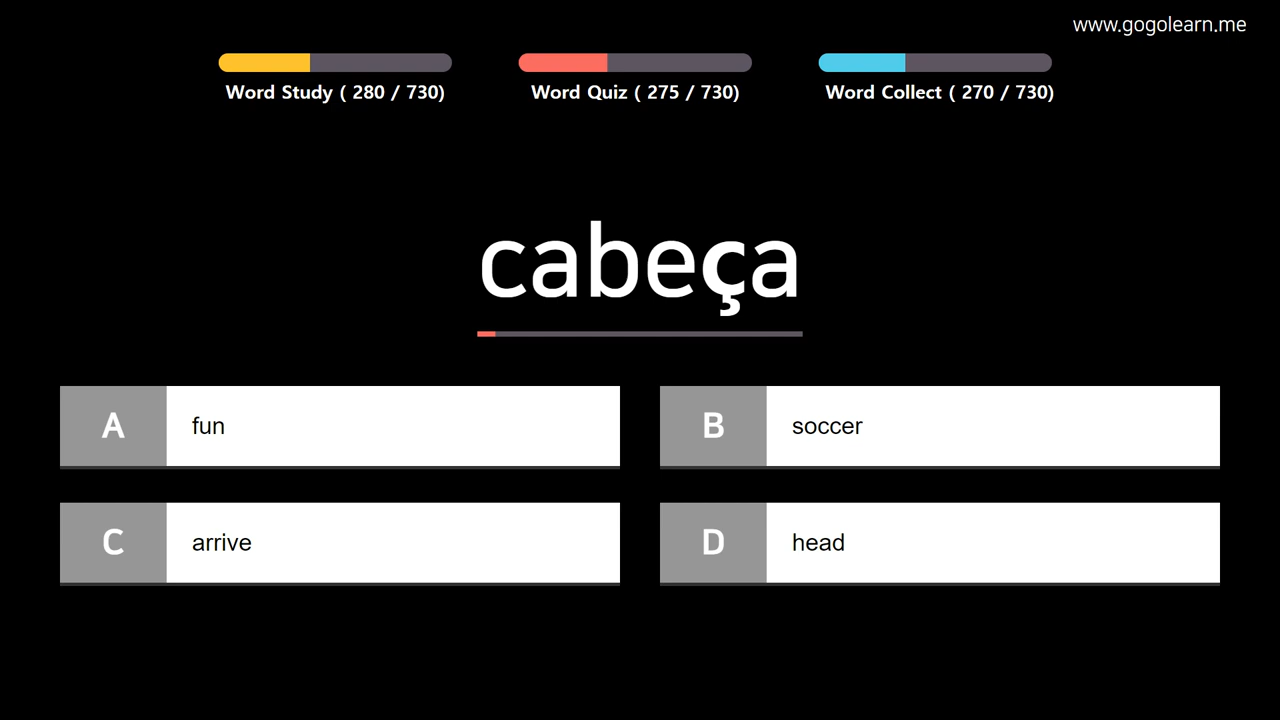 www.gogolearn.me
Word Study ( 280 / 730)
Word Quiz ( 275 / 730)
Word Collect ( 270 / 730)
cabeça
A fun
B soccer
C arrive
D head